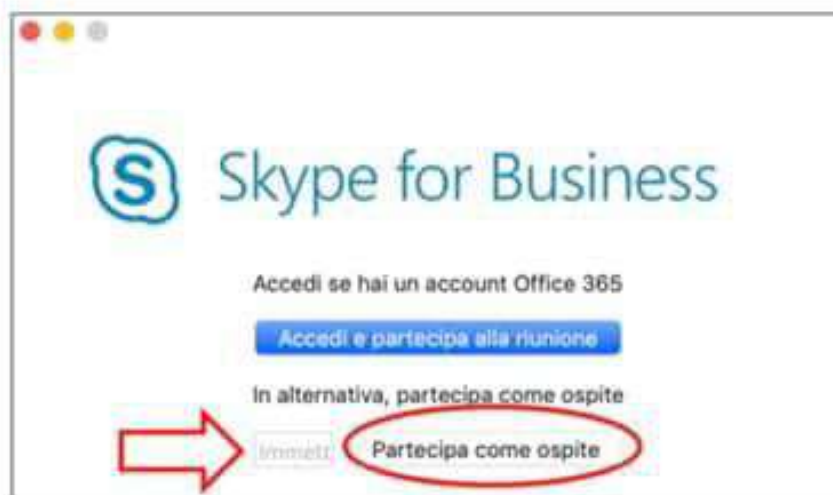 Skype for Business
Accedi se hai un account Office 365
Accedi e partecipa alla riunione
In alternativa, partecipa come ospite
Immett Partecipa come ospite